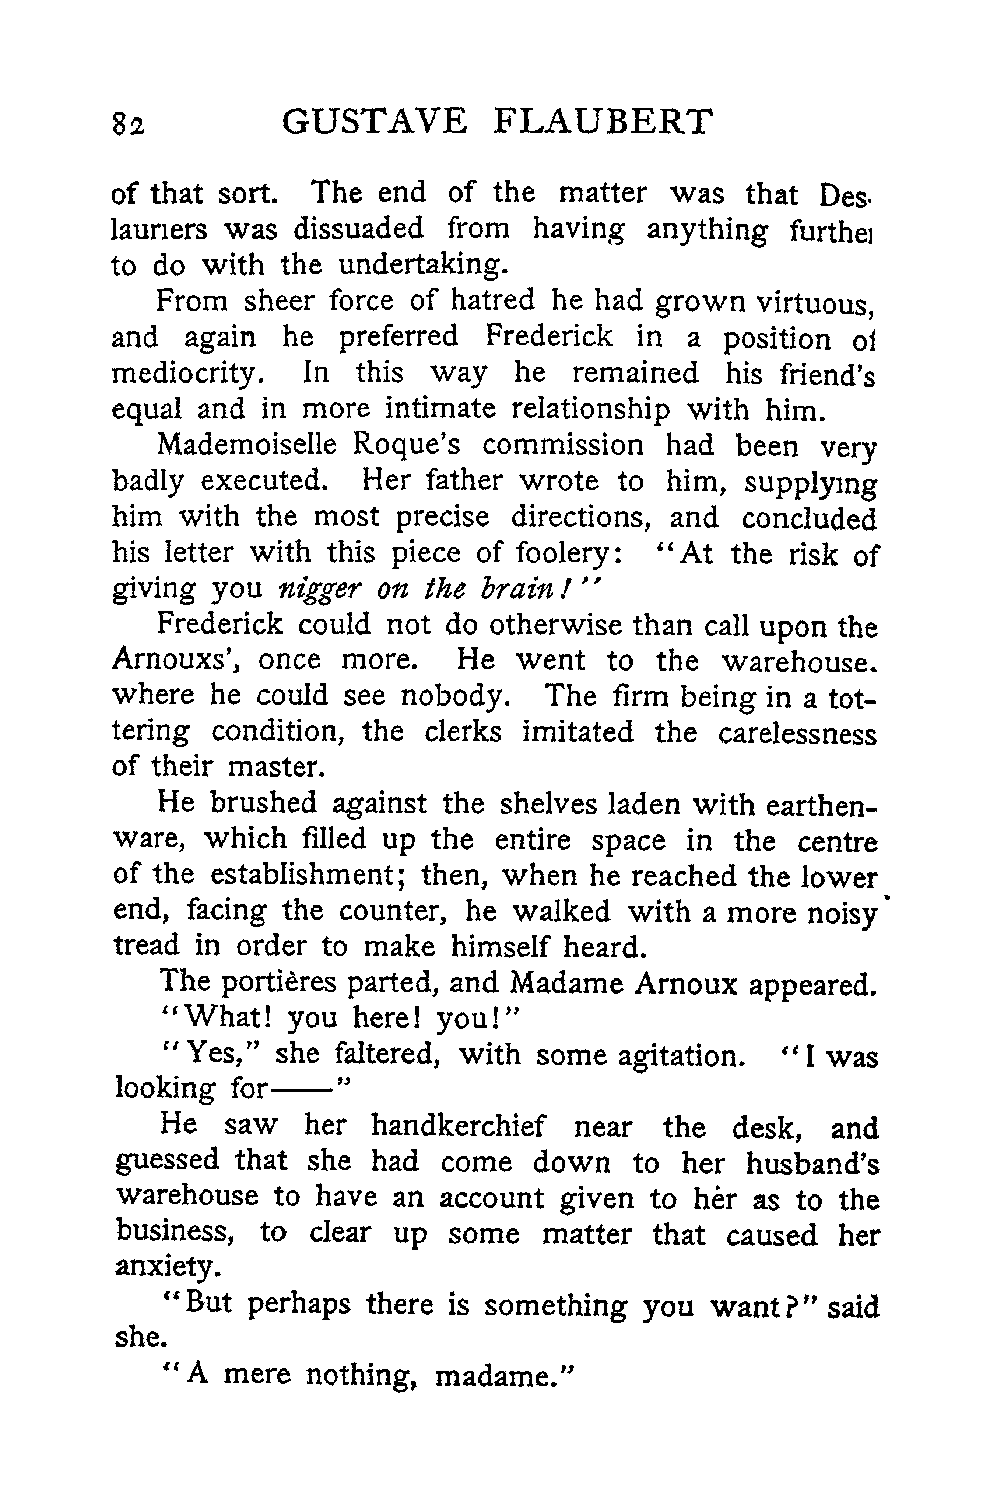 82 GUSTAVE FLAUBERT
of that sort. The end of the matter was that Des-
lauriers was dissuaded from having anything further
to do with the undertaking.
From sheer force of hatred he had grown virtuous,
and again he preferred Frederick in a position of
mediocrity. In this way he remained his friend's
equal and in more intimate relationship with him.
Mademoiselle Roque's commission had been very
badly executed. Her father wrote to him, supplying
him with the most precise directions, and concluded
his letter with this piece of foolery: "At the risk of
giving you nigger on the brain!"
Frederick could not do otherwise than call upon the
Arnouxs', once more. He went to the warehouse.
where he could see nobody. The firm being in a tot-
tering condition, the clerks imitated the carelessness
of their master.
He brushed against the shelves laden with earthen-
ware, which filled up the entire space in the centre
of the establishment; then, when he reached the lower
end, facing the counter, he walked with a more noisy
tread in order to make himself heard.
The portières parted, and Madame Arnoux appeared.
"What! you here! you!"
"Yes," she faltered, with some agitation. "I was
looking for——"
He saw her handkerchief near the desk, and
guessed that she had come down to her husband's
warehouse to have an account given to her as to the
business, to clear up some matter that caused her
anxiety.
"But perhaps there is something you want?" said
she.
"A mere nothing, madame."